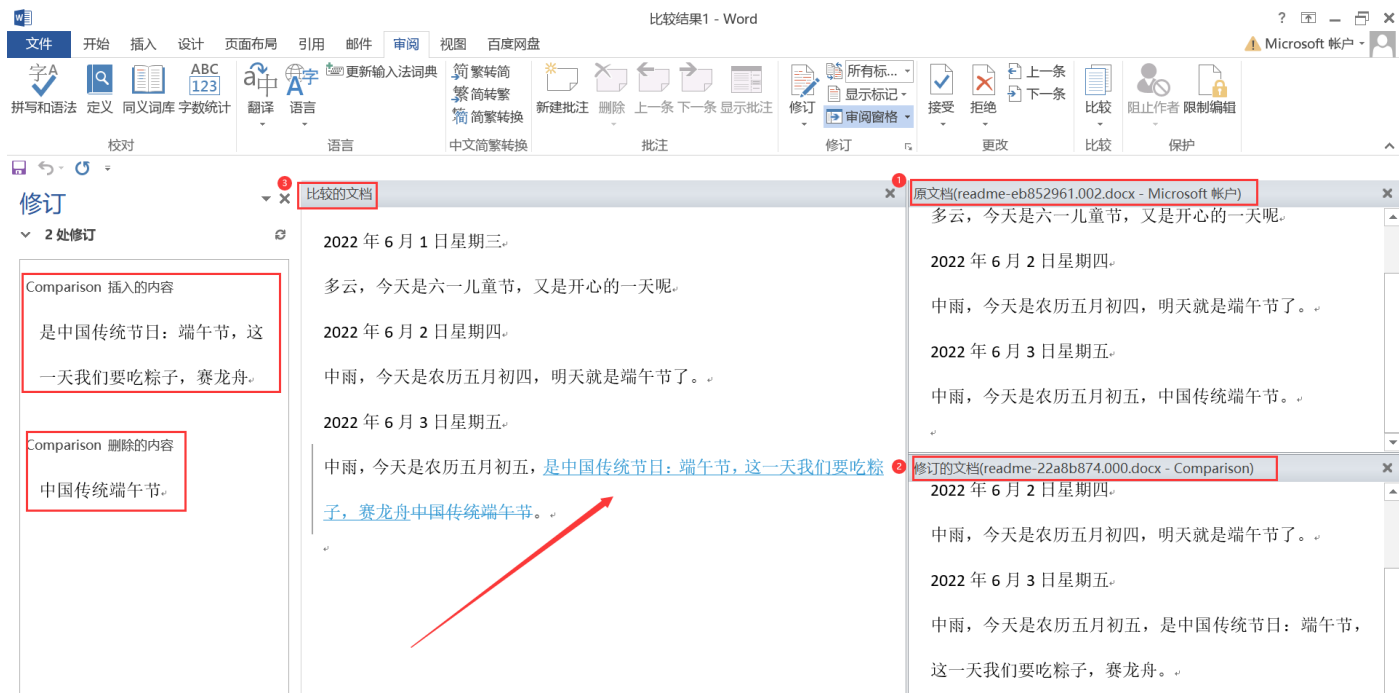 比较结果1 - Word
文件 开始 插入 设计 页面布局 引用 邮件 审阅 视图 百度网盘
Microsoft 帐户
拼写和语法 定义 同义词库 字数统计
ABC
123
校对
翻译 语言 更新输入法词典
语言
繁转简
简转繁
简繁转换
中文简繁转换
新建批注 删除 上一条 下一条 显示批注
批注
修订
所有标...
显示标记
审阅窗格
修订
接受 拒绝
上一条
下一条
更改
比较
比较
阻止作者 限制编辑
保护
修订
2 处修订
3
Comparison 插入的内容
是中国传统节日：端午节，这
一天我们要吃粽子，赛龙舟
Comparison 删除的内容
中国传统端午节
比较的文档
2022 年 6 月 1 日星期三
多云，今天是六一儿童节，又是开心的一天呢
2022 年 6 月 2 日星期四
中雨，今天是农历五月初四，明天就是端午节了。
2022 年 6 月 3 日星期五
中雨，今天是农历五月初五，是中国传统节日：端午节，这一天我们要吃粽
子，赛龙舟中国传统端午节。
1
原文档(readme-eb852961.002.docx - Microsoft 帐户)
多云，今天是六一儿童节，又是开心的一天呢
2022 年 6 月 2 日星期四
中雨，今天是农历五月初四，明天就是端午节了。
2022 年 6 月 3 日星期五
中雨，今天是农历五月初五，中国传统端午节。
2
修订的文档(readme-22a8b874.000.docx - Comparison)
2022 年 6 月 2 日星期四
中雨，今天是农历五月初四，明天就是端午节了。
2022 年 6 月 3 日星期五
中雨，今天是农历五月初五，是中国传统节日：端午节，
这一天我们要吃粽子，赛龙舟。